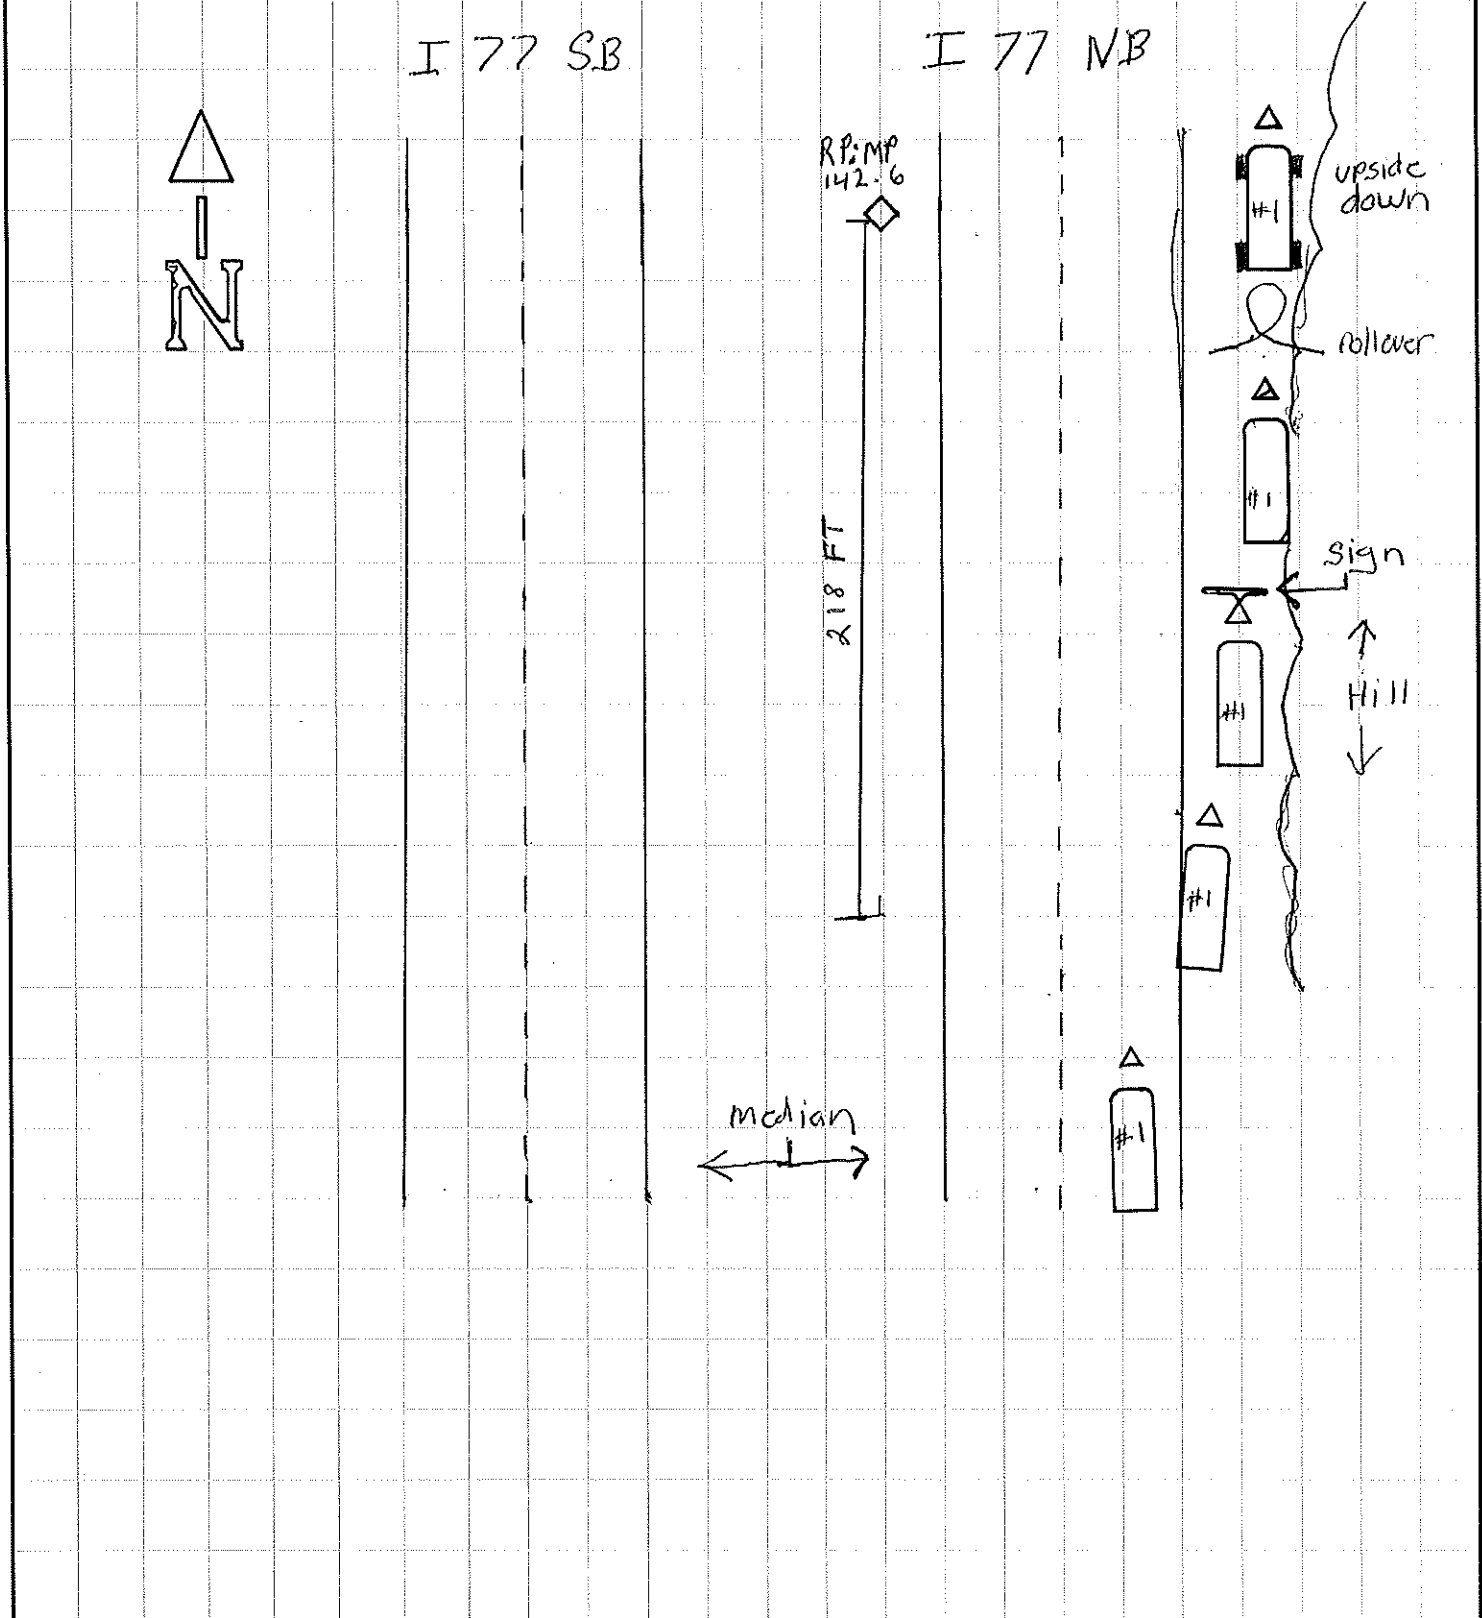 I 77 SB
I 77 NB
RP: MP
142.6
N
upside
down
#1
rollover
#1
sign
218 FT
Hill
#1
#1
median
#1